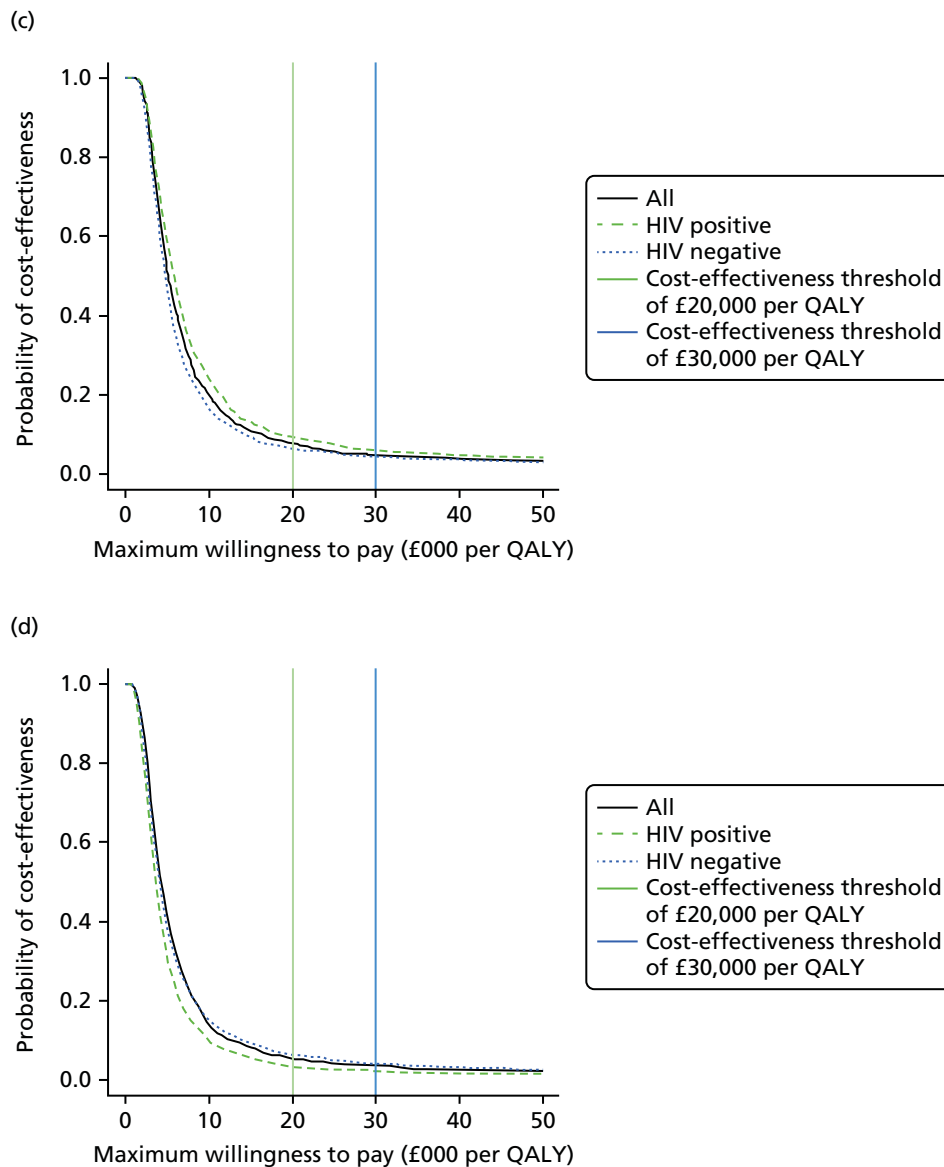 (c)
1.0
0.8
0.6
0.4
0.2
0.0
Probability of cost-effectiveness
0 10 20 30 40 50
Maximum willingness to pay (£000 per QALY)
All
HIV positive
HIV negative
Cost-effectiveness threshold
of £20,000 per QALY
Cost-effectiveness threshold
of £30,000 per QALY
(d)
1.0
0.8
0.6
0.4
0.2
0.0
Probability of cost-effectiveness
0 10 20 30 40 50
Maximum willingness to pay (£000 per QALY)
All
HIV positive
HIV negative
Cost-effectiveness threshold
of £20,000 per QALY
Cost-effectiveness threshold
of £30,000 per QALY